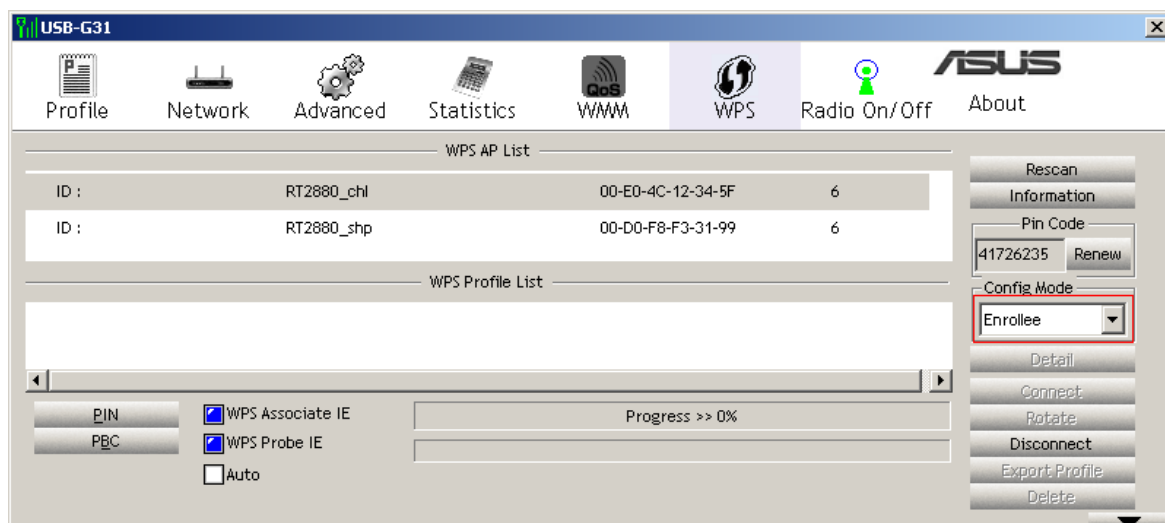 USB-G31
Profile Network Advanced Statistics QoS WMM WPS Radio On/Off ASUS About
WPS AP List
ID : RT2880_chl 00-E0-4C-12-34-5F 6
ID : RT2880_shp 00-D0-F8-F3-31-99 6
WPS Profile List
PIN
PBC
WPS Associate IE
WPS Probe IE
Auto
Progress >> 0%
Rescan
Information
Pin Code
41726235 Renew
Config Mode
Enrollee
Detail
Connect
Rotate
Disconnect
Export Profile
Delete